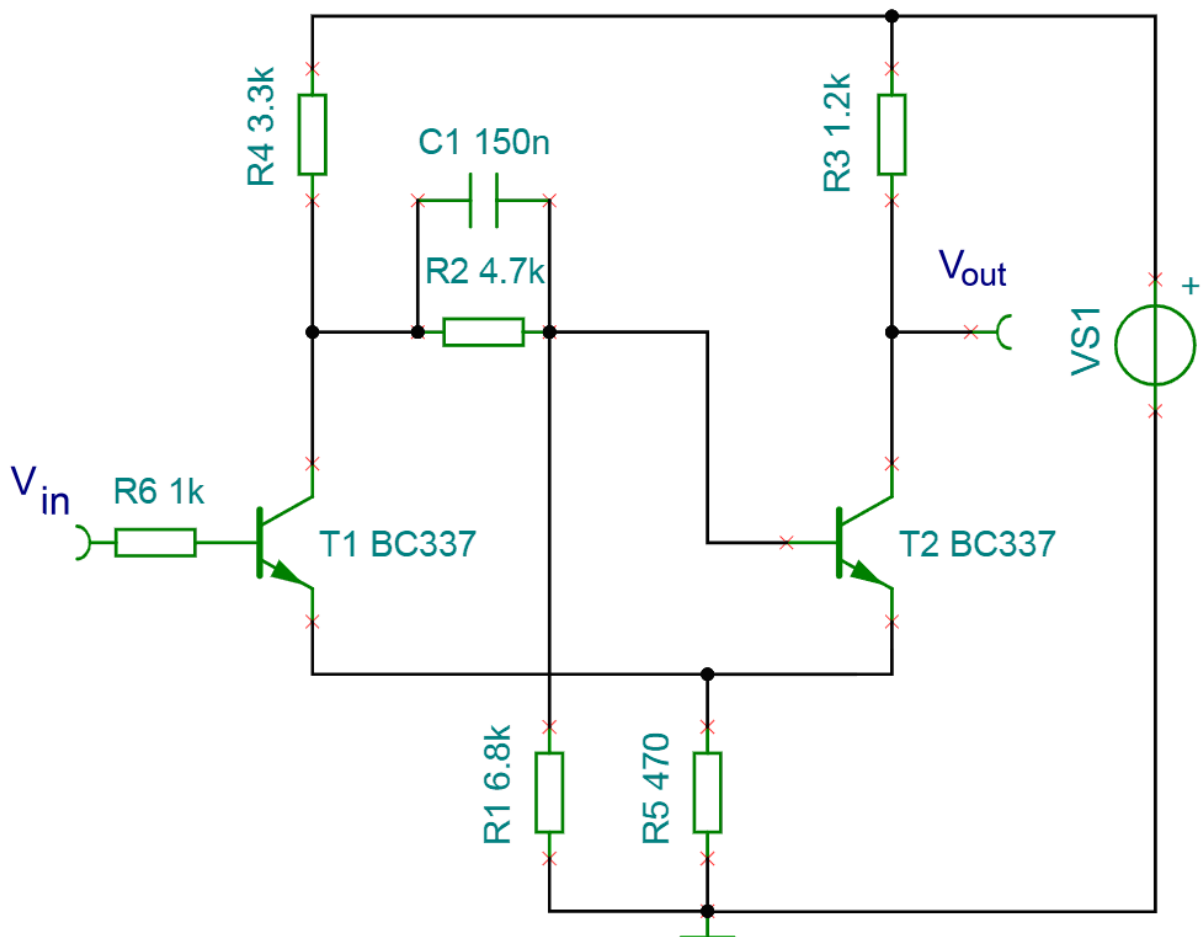 R4 3.3k
C1 150n
R3 1.2k
R2 4.7k
Vout
+
VS1
Vin
R6 1k
T1 BC337
T2 BC337
R1 6.8k
R5 470